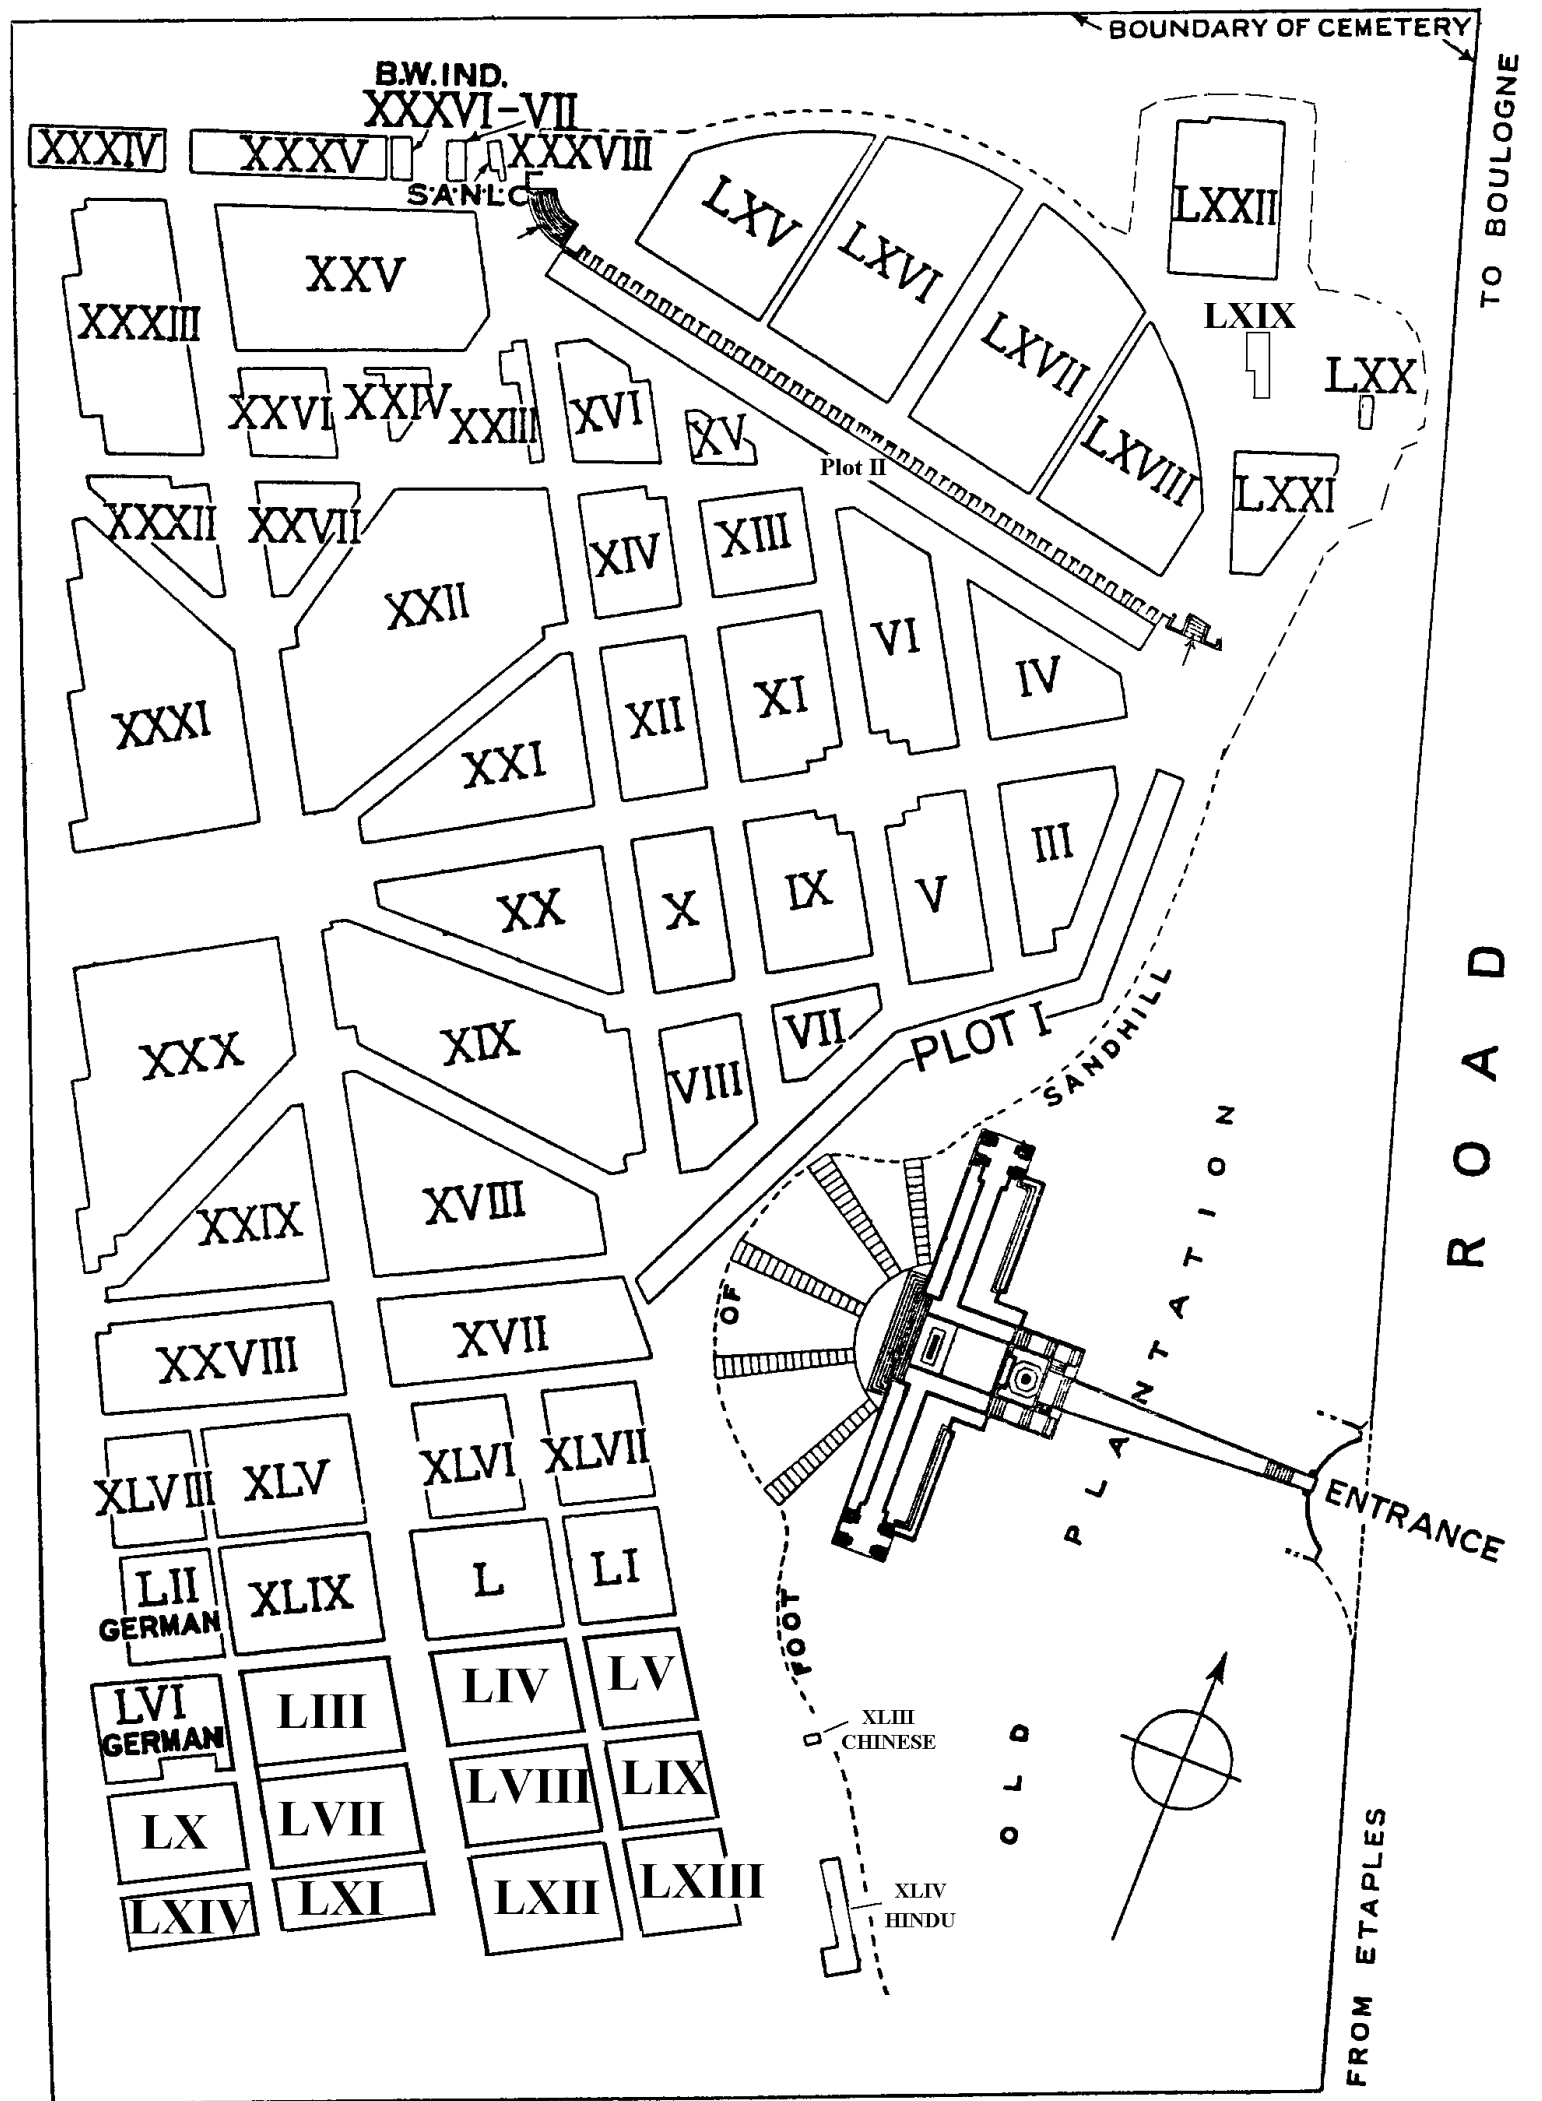 BOUNDARY OF CEMETERY
TO BOULOGNE
B.W.IND.
XXXVI-VII
XXXIV
XXXV
XXXVIII
S.A.N.L.C
LXV
LXVI
LXVII
LXVIII
LXXII
LXIX
LXX
LXXI
XXXIII
XXV
XXVI
XXIV
XXIII
XVI
XV
Plot II
XXXII
XXVII
XXII
XIV
XIII
VI
IV
XXXI
XXI
XII
XI
III
XX
X
IX
V
XXX
XIX
VIII
VII
PLOT I
XXIX
XVIII
XXVIII
XVII
FOOT OF SANDHILL
OLD PLANTATION
ROAD
ENTRANCE
XLVIII
XLV
XLVI
XLVII
LII
GERMAN
XLIX
L
LI
LVI
GERMAN
LIII
LIV
LV
XLIII
CHINESE
LX
LVII
LVIII
LIX
LXIV
LXI
LXII
LXIII
XLIV
HINDU
FROM ETAPLES